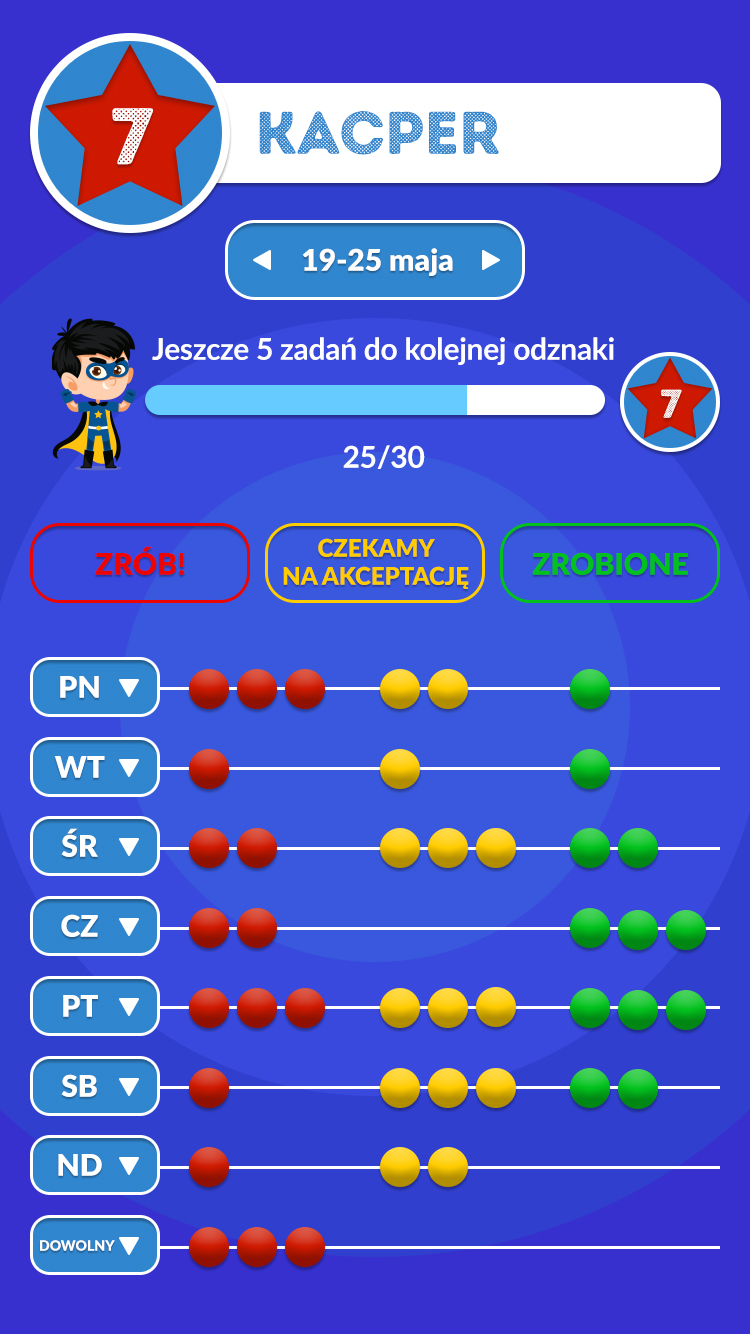 7
KACPER
19-25 maja
Jeszcze 5 zadań do kolejnej odznaki
7
25/30
ZRÓB!
CZEKAMY
NA AKCEPTACJĘ
ZROBIONE
PN
WT
ŚR
CZ
PT
SB
ND
DOWOLNY